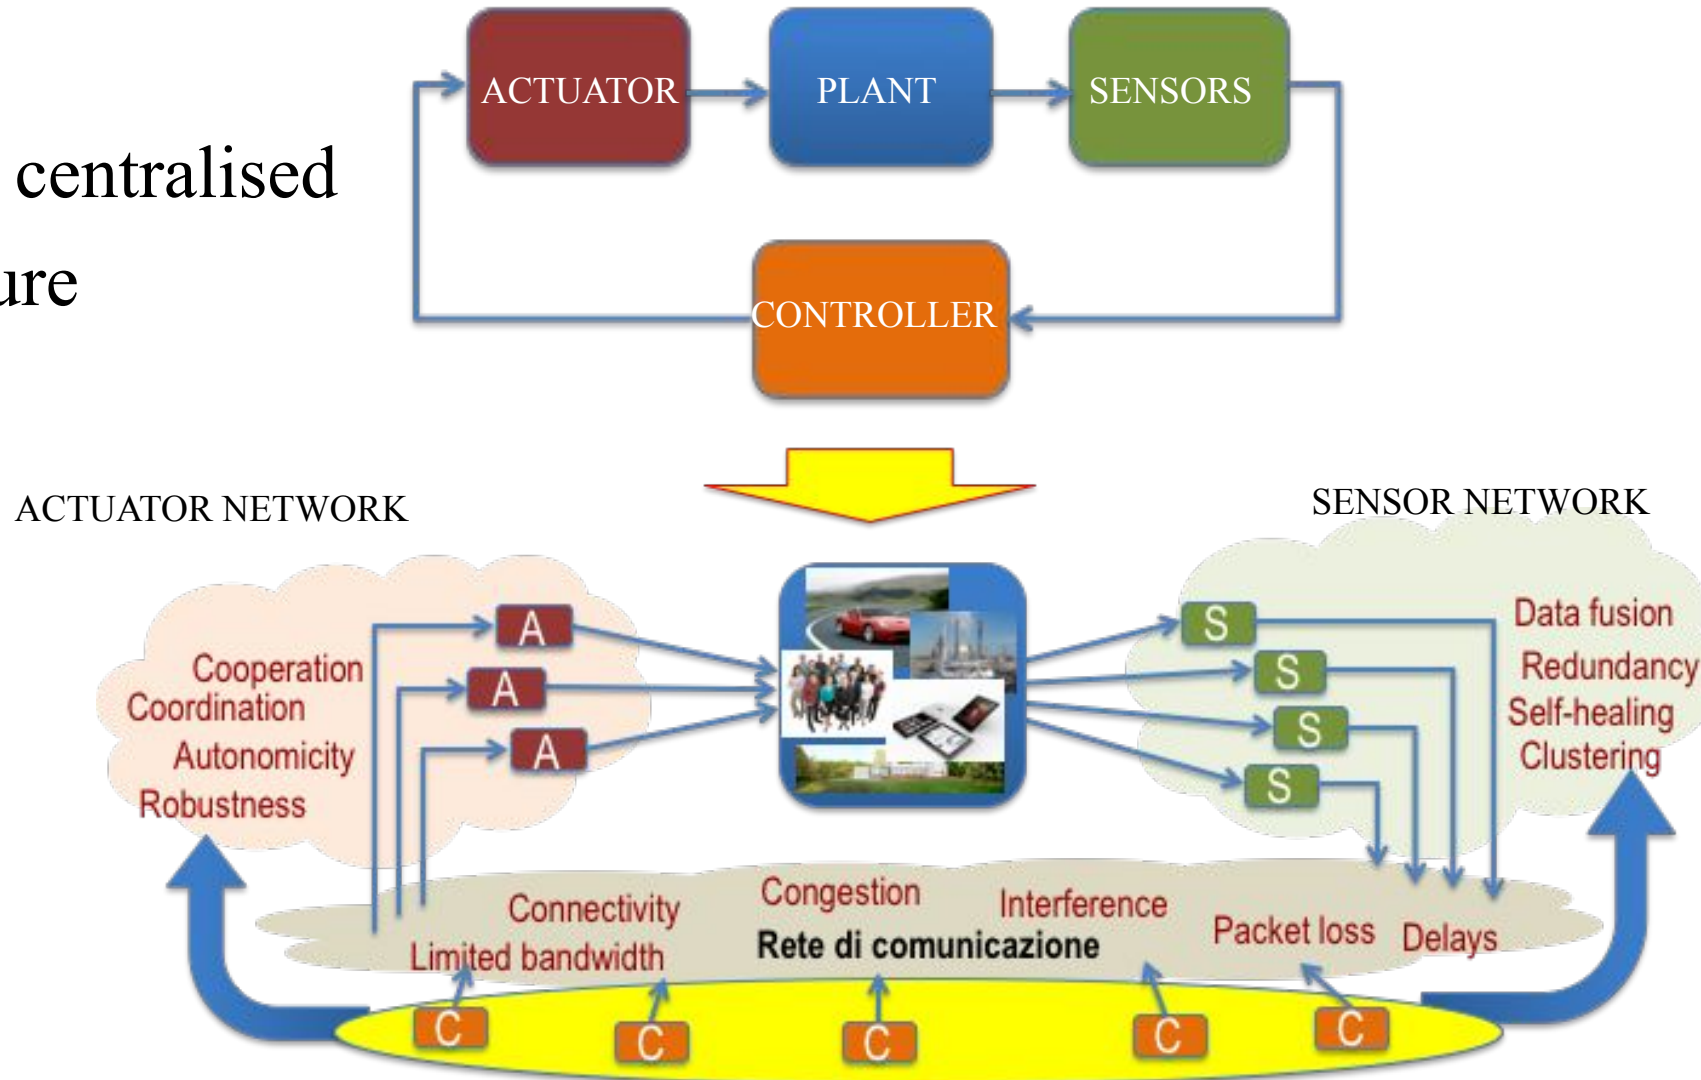 ACTUATOR
PLANT
SENSORS
centralised
ure
CONTROLLER
ACTUATOR NETWORK
SENSOR NETWORK
A
A
A
Cooperation
Coordination
Autonomicity
Robustness
S
S
S
S
Data fusion
Redundancy
Self-healing
Clustering
Connectivity
Congestion
Interference
Limited bandwidth
Rete di comunicazione
Packet loss
Delays
C
C
C
C
C